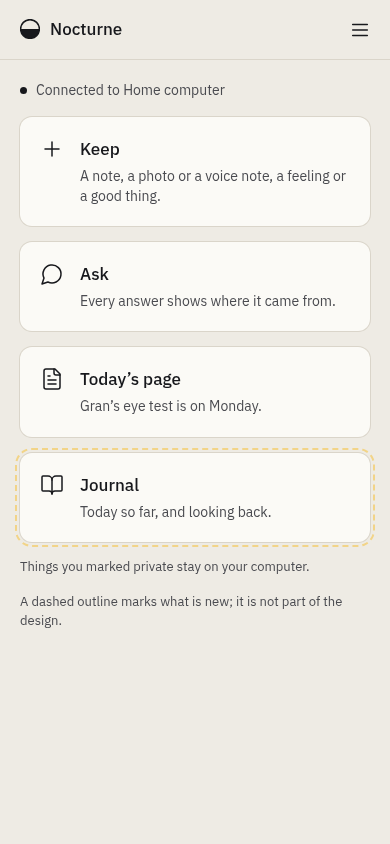 Nocturne
Connected to Home computer
Keep
A note, a photo or a voice note, a feeling or
a good thing.
Ask
Every answer shows where it came from.
Today’s page
Gran’s eye test is on Monday.
Journal
Today so far, and looking back.
Things you marked private stay on your computer.
A dashed outline marks what is new; it is not part of the
design.